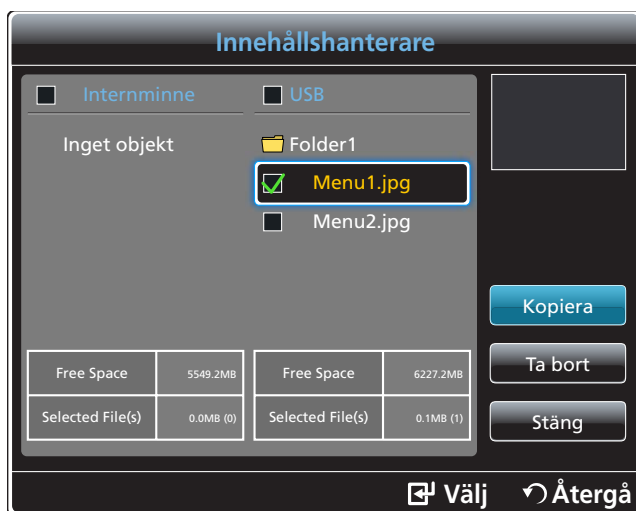 Innehållshanterare
Internminne
USB
Inget objekt
Folder1
Menu1.jpg
Menu2.jpg
Kopiera
Ta bort
Stäng
Free Space 5549.2MB
Selected File(s) 0.0MB (0)
Free Space 6227.2MB
Selected File(s) 0.1MB (1)
Välj Återgå